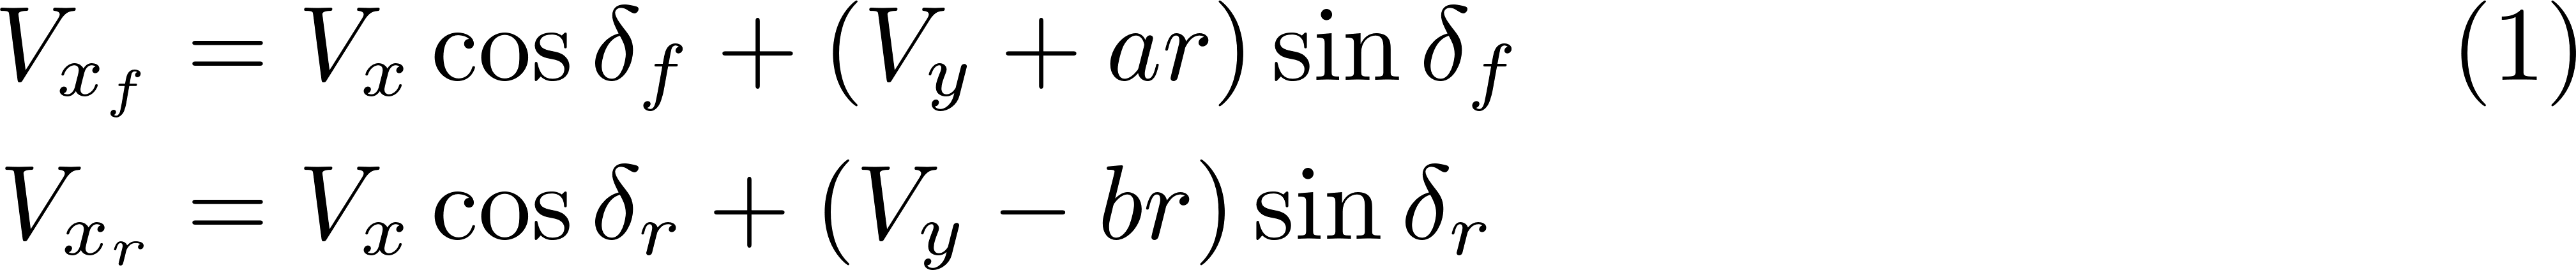 V_{x_f} = V_x cos δ_f + (V_y + ar) sin δ_f (1)
V_{x_r} = V_x cos δ_r + (V_y − br) sin δ_r